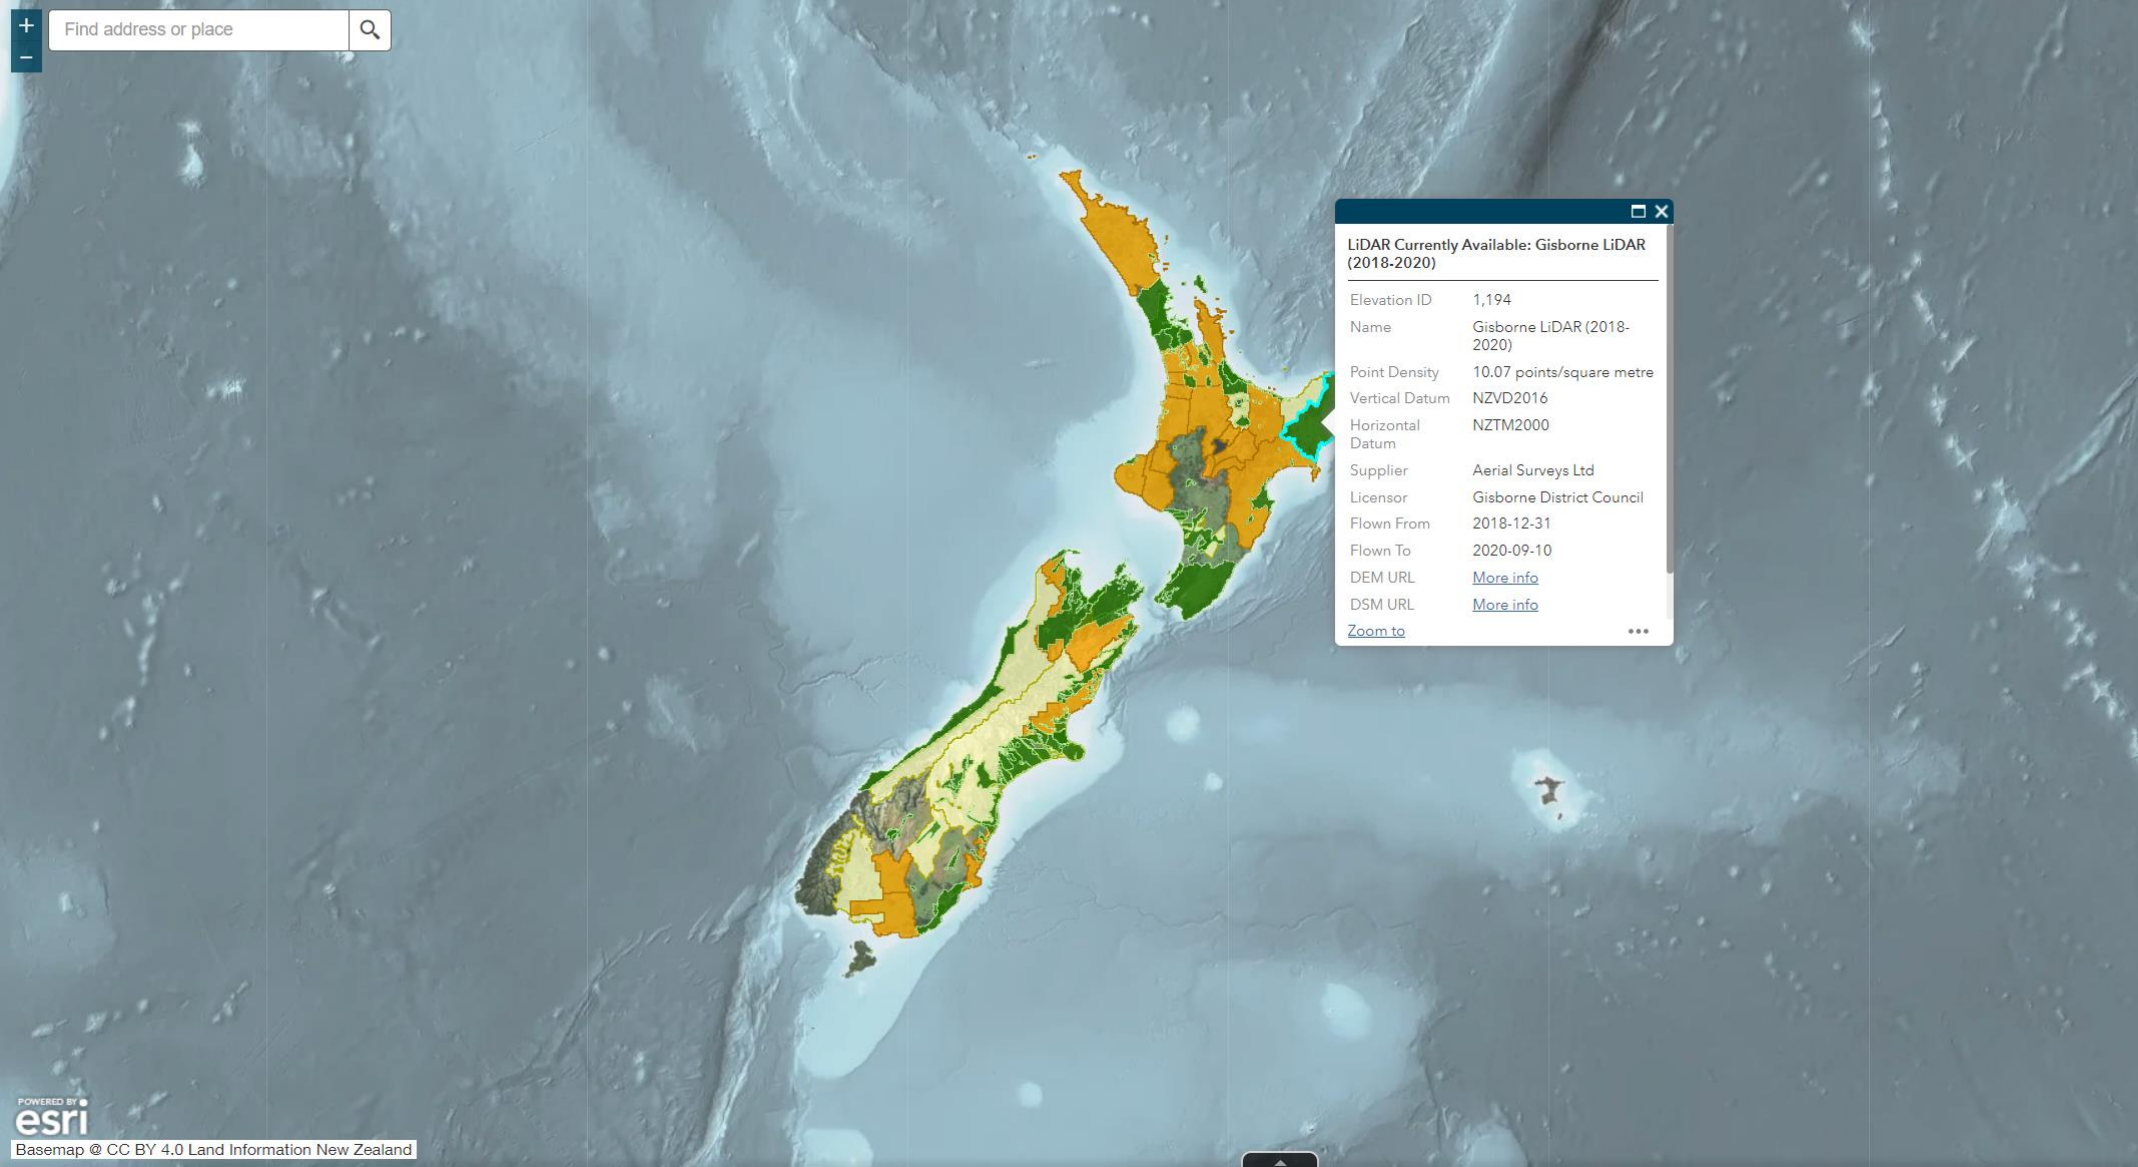 +
Find address or place
−
LiDAR Currently Available: Gisborne LiDAR
(2018-2020)
Elevation ID 1,194
Name Gisborne LiDAR (2018-
2020)
Point Density 10.07 points/square metre
Vertical Datum NZVD2016
Horizontal NZTM2000
Datum
Supplier Aerial Surveys Ltd
Licensor Gisborne District Council
Flown From 2018-12-31
Flown To 2020-09-10
DEM URL More info
DSM URL More info
Zoom to •••
POWERED BY
esri
Basemap @ CC BY 4.0 Land Information New Zealand